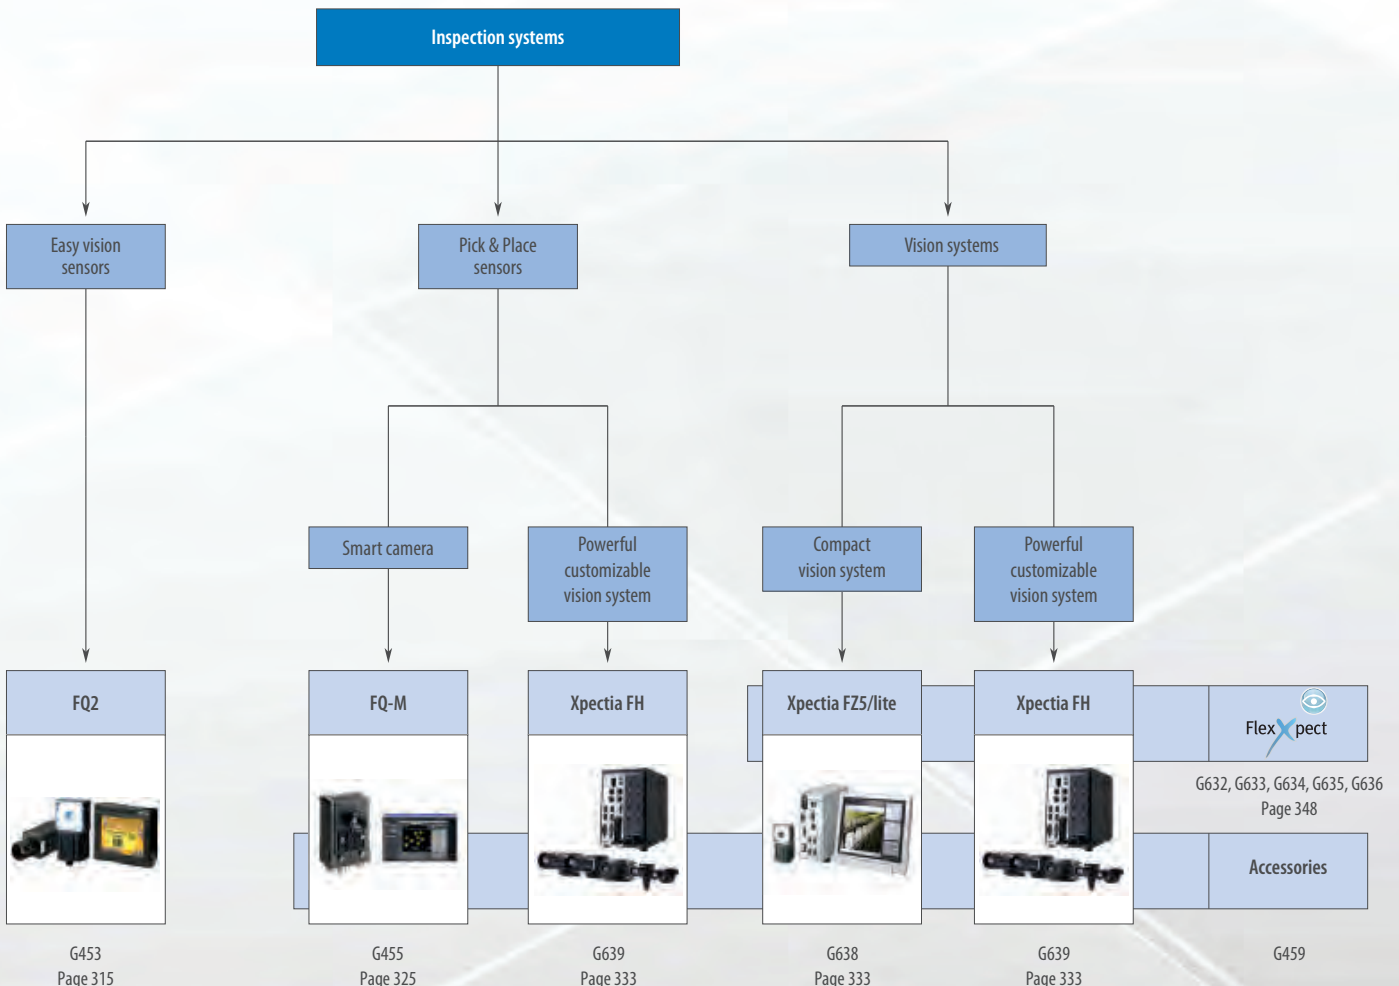 Inspection systems
Easy vision
sensors
Pick & Place
sensors
Vision systems
Smart camera
Powerful
customizable
vision system
Compact
vision system
Powerful
customizable
vision system
FQ2
FQ-M
Xpectia FH
Xpectia FZ5/lite
Xpectia FH
FlexXpect
G632, G633, G634, G635, G636
Page 348
Accessories
G453
Page 315
G455
Page 325
G639
Page 333
G638
Page 333
G639
Page 333
G459